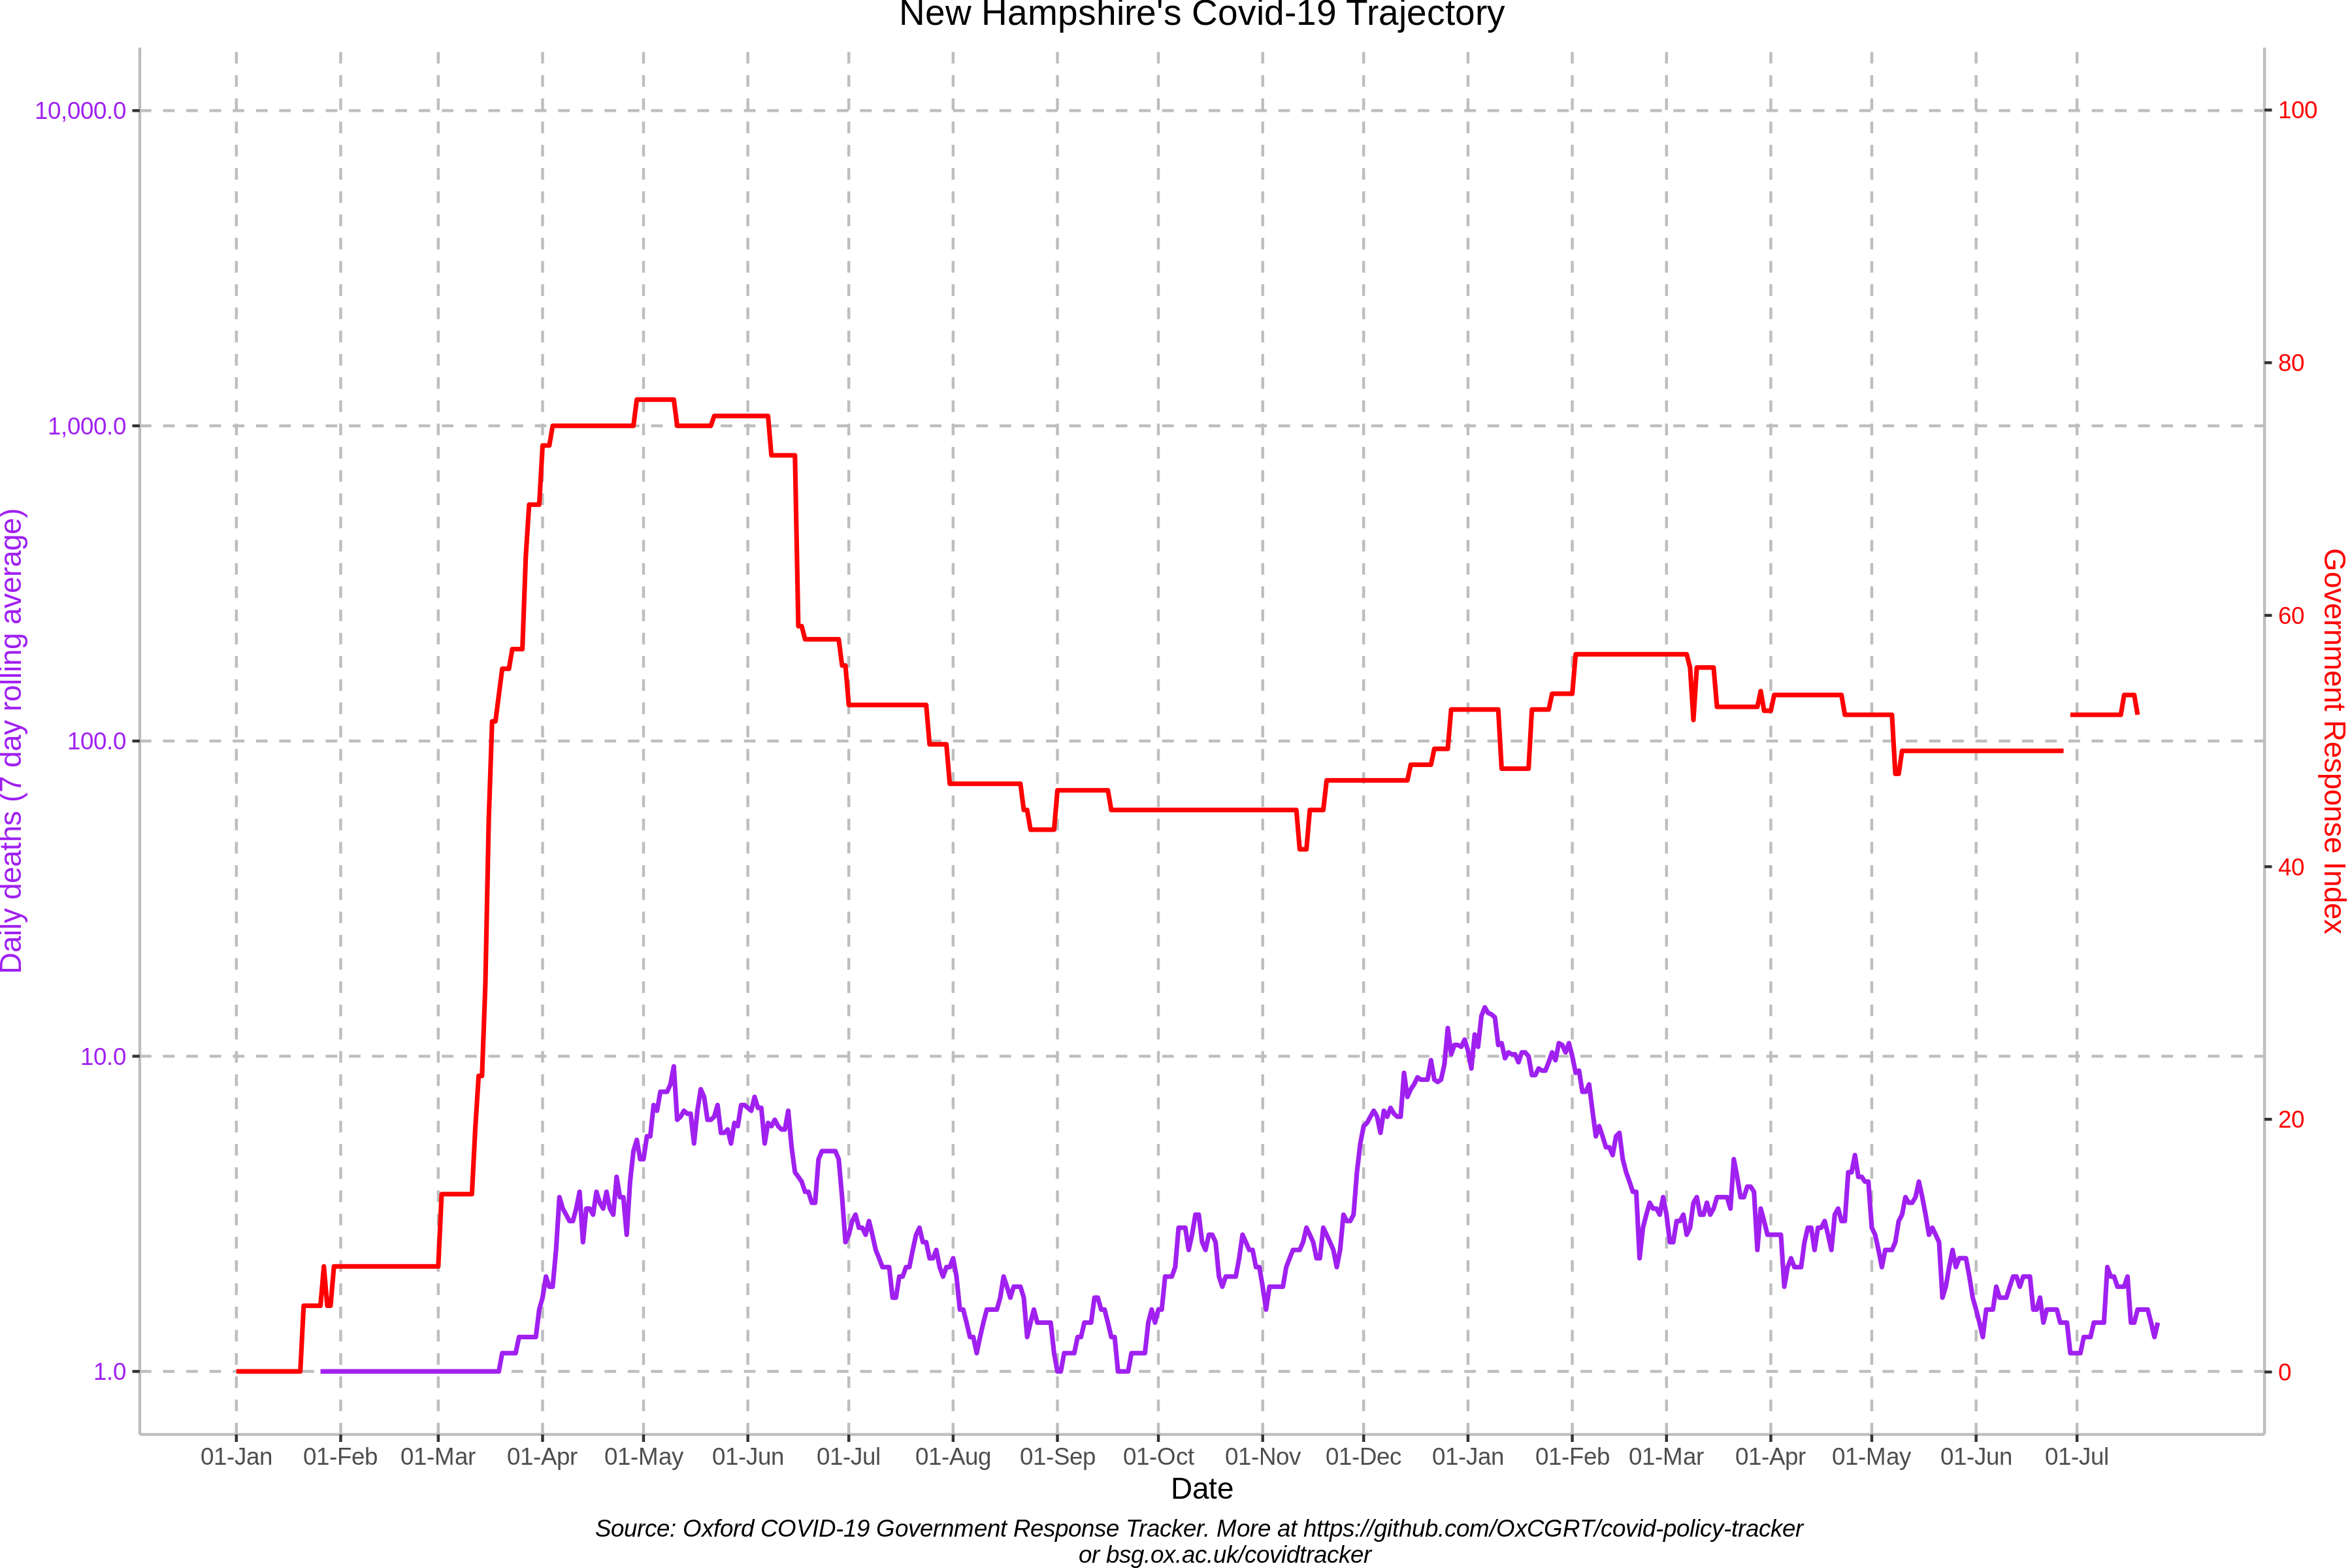 New Hampshire's Covid-19 Trajectory
Daily deaths (7 day rolling average)
10,000.0
1,000.0
100.0
10.0
1.0
100
80
60
40
20
0
Government Response Index
01-Jan 01-Feb 01-Mar 01-Apr 01-May 01-Jun 01-Jul 01-Aug 01-Sep 01-Oct 01-Nov 01-Dec 01-Jan 01-Feb 01-Mar 01-Apr 01-May 01-Jun 01-Jul
Date
Source: Oxford COVID-19 Government Response Tracker. More at https://github.com/OxCGRT/covid-policy-tracker
or bsg.ox.ac.uk/covidtracker